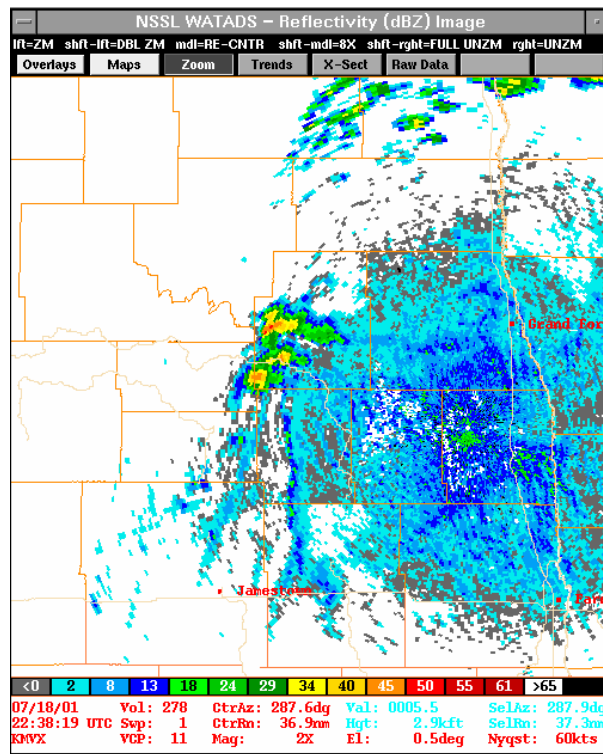 NSSL WATADS - Reflectivity (dBZ) Image
lft=ZM shft-lft=DBL ZM mdl=RE-CNTR shft-mdl=8X shft-rght=FULL UNZM rght=UNZM
Overlays Maps Zoom Trends X-Sect Raw Data
Grand For
Jamestown
Far
<0 2 8 13 18 24 29 34 40 45 50 55 61 >65
07/18/01 Vol: 278 CtrAz: 287.6dg Val: 0005.5 SelAz: 287.9dg
22:38:19 UTC Swp: 1 CtrRn: 36.9nm Hgt: 2.9kft SelRn: 37.3nm
KMVX VCP: 11 Mag: 2X El: 0.5deg Nyqst: 60kts